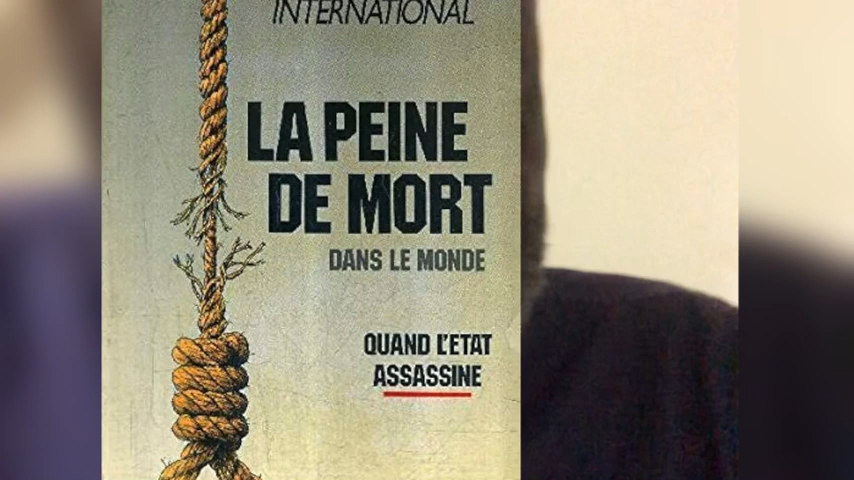 INTERNATIONAL
LA PEINE
DE MORT
DANS LE MONDE
QUAND L'ETAT
ASSASSINE